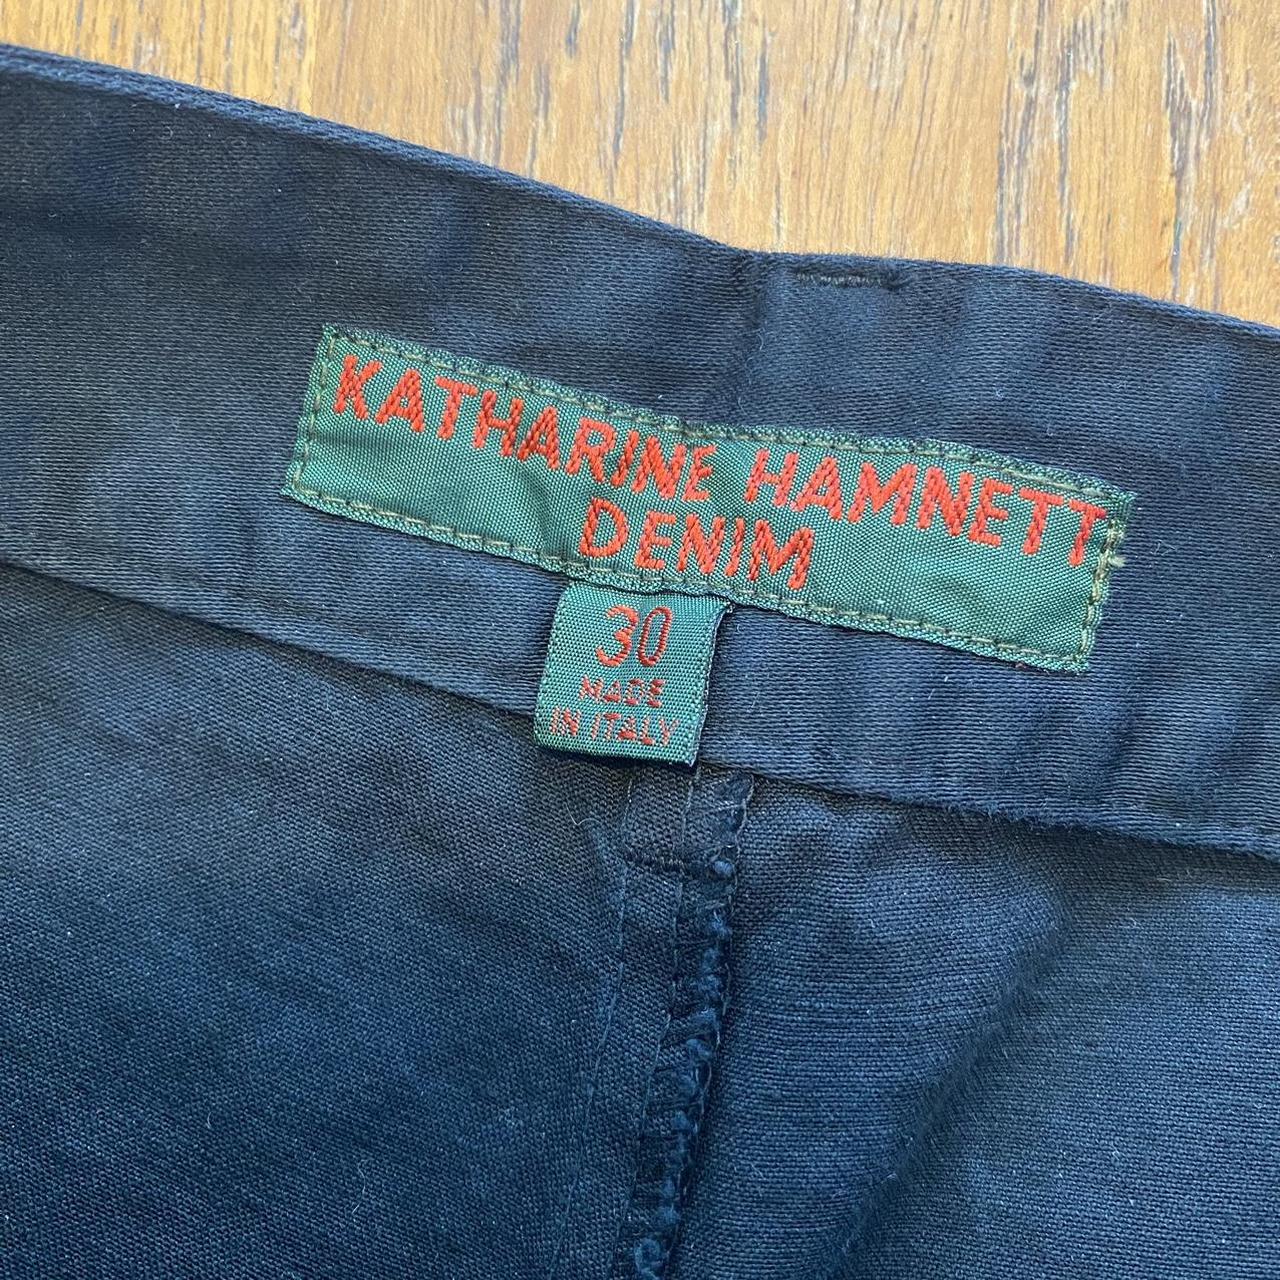 KATHARINE HAMNETT
DENIM
30
MADE
IN ITALY